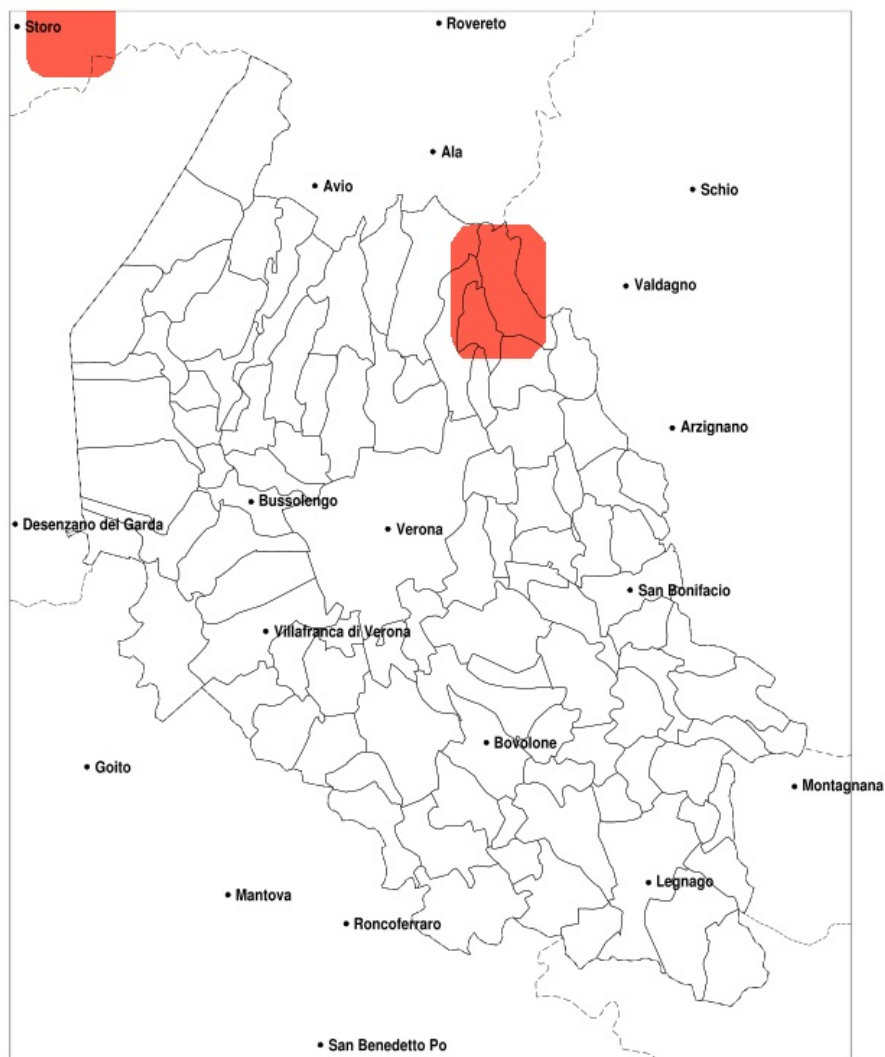 Storo
Rovereto
Ala
Avio
Schio
Valdagno
Arzignano
Bussolengo
Desenzano del Garda
Verona
San Bonifacio
Villafranca di Verona
Bovolone
Goito
Montagnana
Legnago
Mantova
Roncoferraro
San Benedetto Po